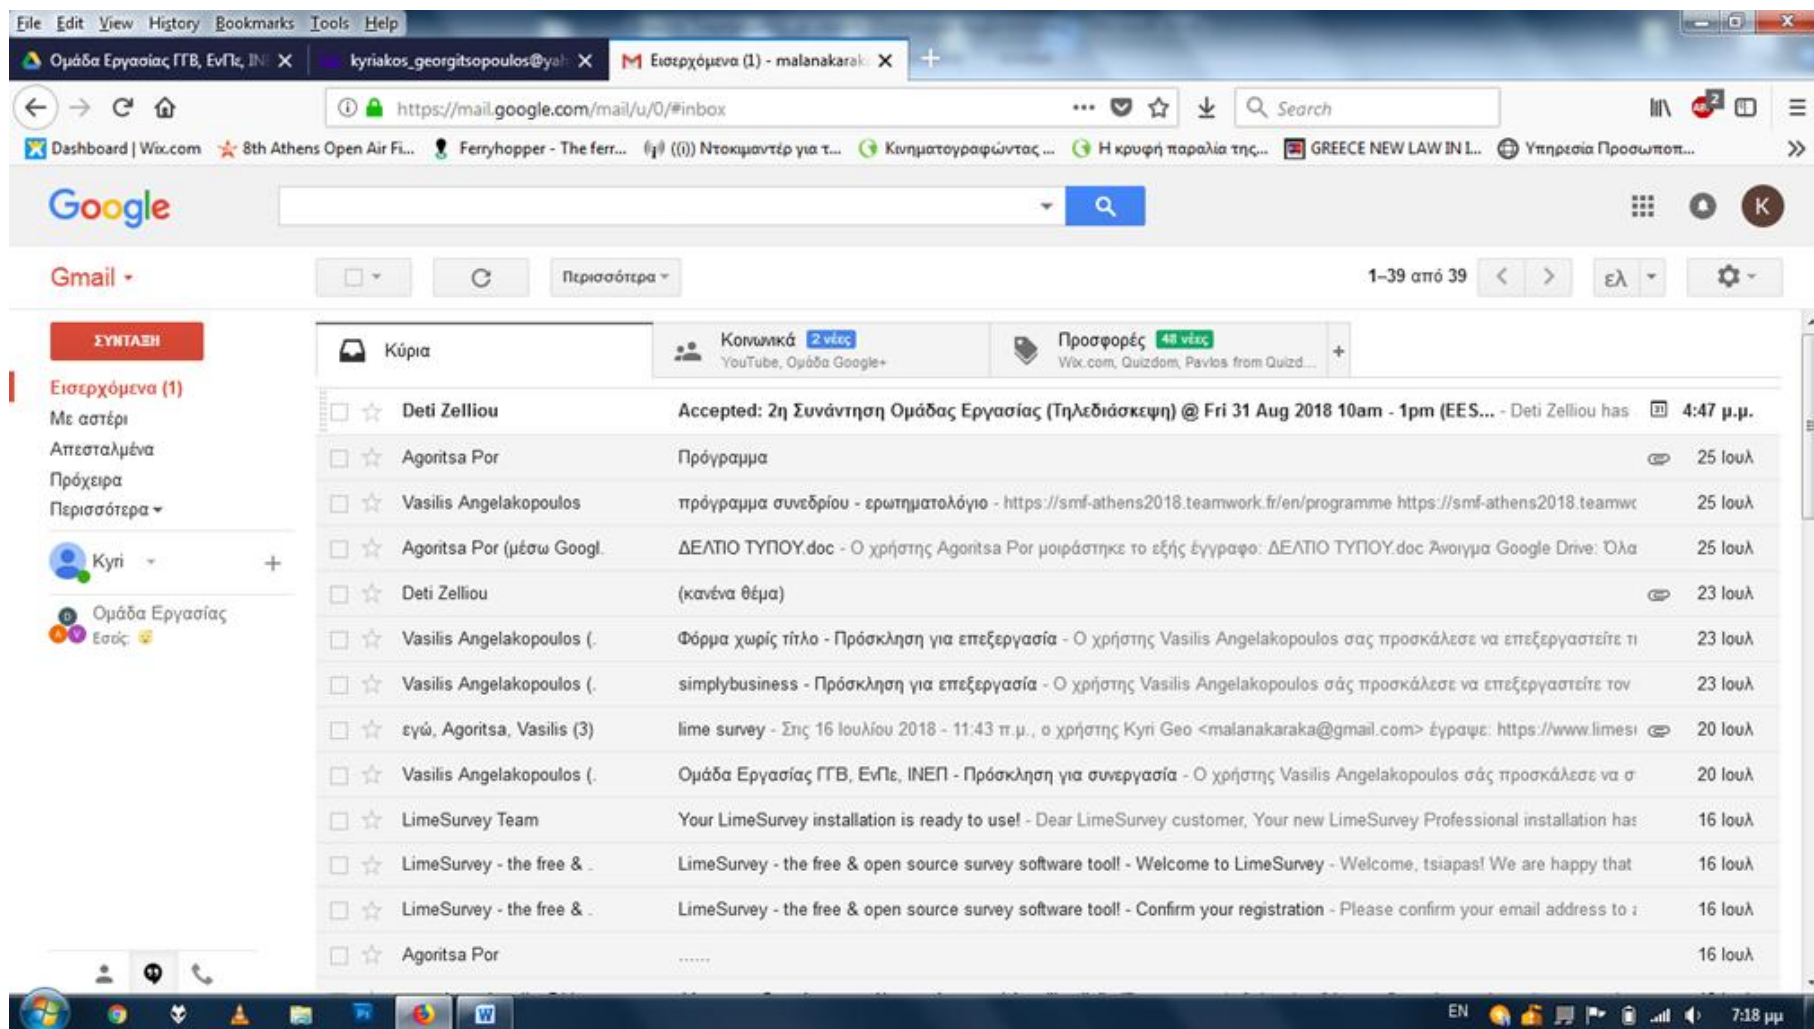 File Edit View History Bookmarks Tools Help
Ομάδα Εργασίας ΓΓΒ, ΕνΠε, ΙΝΕ kyriakos_georgitsopoulos@yah Εισερχόμενα (1) - malanakarak
https://mail.google.com/mail/u/0/#inbox Search 2
Dashboard | Wix.com 8th Athens Open Air Fi... Ferryhopper - The ferr... ((i)) Ντοκιμαντέρ για τ... Κινηματογραφώντας ... Η κρυφή παραλία της... GREECE NEW LAW IN I... Υπηρεσία Προσωποπ...
Google K
Gmail Περισσότερα 1–39 από 39 ελ
ΣΥΝΤΑΞΗ
Κύρια
Κοινωνικά 2 νέες
YouTube, Ομάδα Google+
Προσφορές 48 νέες
Wix.com, Quizdom, Pavlos from Quizd...
Εισερχόμενα (1)
Με αστέρι
Απεσταλμένα
Πρόχειρα
Περισσότερα
Kyri
Ομάδα Εργασίας
Εσείς:
Deti Zelliou Accepted: 2η Συνάντηση Ομάδας Εργασίας (Τηλεδιάσκεψη) @ Fri 31 Aug 2018 10am - 1pm (EES... - Deti Zelliou has 31 4:47 μ.μ.
Agoritsa Por Πρόγραμμα 25 Ιουλ
Vasilis Angelakopoulos πρόγραμμα συνεδρίου - ερωτηματολόγιο - https://smf-athens2018.teamwork.fr/en/programme https://smf-athens2018.teamwo 25 Ιουλ
Agoritsa Por (μέσω Googl. ΔΕΛΤΙΟ ΤΥΠΟΥ.doc - Ο χρήστης Agoritsa Por μοιράστηκε το εξής έγγραφο: ΔΕΛΤΙΟ ΤΥΠΟΥ.doc Άνοιγμα Google Drive: Όλα 25 Ιουλ
Deti Zelliou (κανένα θέμα) 23 Ιουλ
Vasilis Angelakopoulos (. Φόρμα χωρίς τίτλο - Πρόσκληση για επεξεργασία - Ο χρήστης Vasilis Angelakopoulos σας προσκάλεσε να επεξεργαστείτε τι 23 Ιουλ
Vasilis Angelakopoulos (. simplybusiness - Πρόσκληση για επεξεργασία - Ο χρήστης Vasilis Angelakopoulos σάς προσκάλεσε να επεξεργαστείτε τον 23 Ιουλ
εγώ, Agoritsa, Vasilis (3) lime survey - Στις 16 Ιουλίου 2018 - 11:43 π.μ., ο χρήστης Kyri Geo <malanakaraka@gmail.com> έγραψε: https://www.limesu 20 Ιουλ
Vasilis Angelakopoulos (. Ομάδα Εργασίας ΓΓΒ, ΕνΠε, ΙΝΕΠ - Πρόσκληση για συνεργασία - Ο χρήστης Vasilis Angelakopoulos σάς προσκάλεσε να σ 20 Ιουλ
LimeSurvey Team Your LimeSurvey installation is ready to use! - Dear LimeSurvey customer, Your new LimeSurvey Professional installation has 16 Ιουλ
LimeSurvey - the free & . LimeSurvey - the free & open source survey software tool! - Welcome to LimeSurvey - Welcome, tsiapas! We are happy that 16 Ιουλ
LimeSurvey - the free & . LimeSurvey - the free & open source survey software tool! - Confirm your registration - Please confirm your email address to a 16 Ιουλ
Agoritsa Por ...... 16 Ιουλ
EN 7:18 μμ